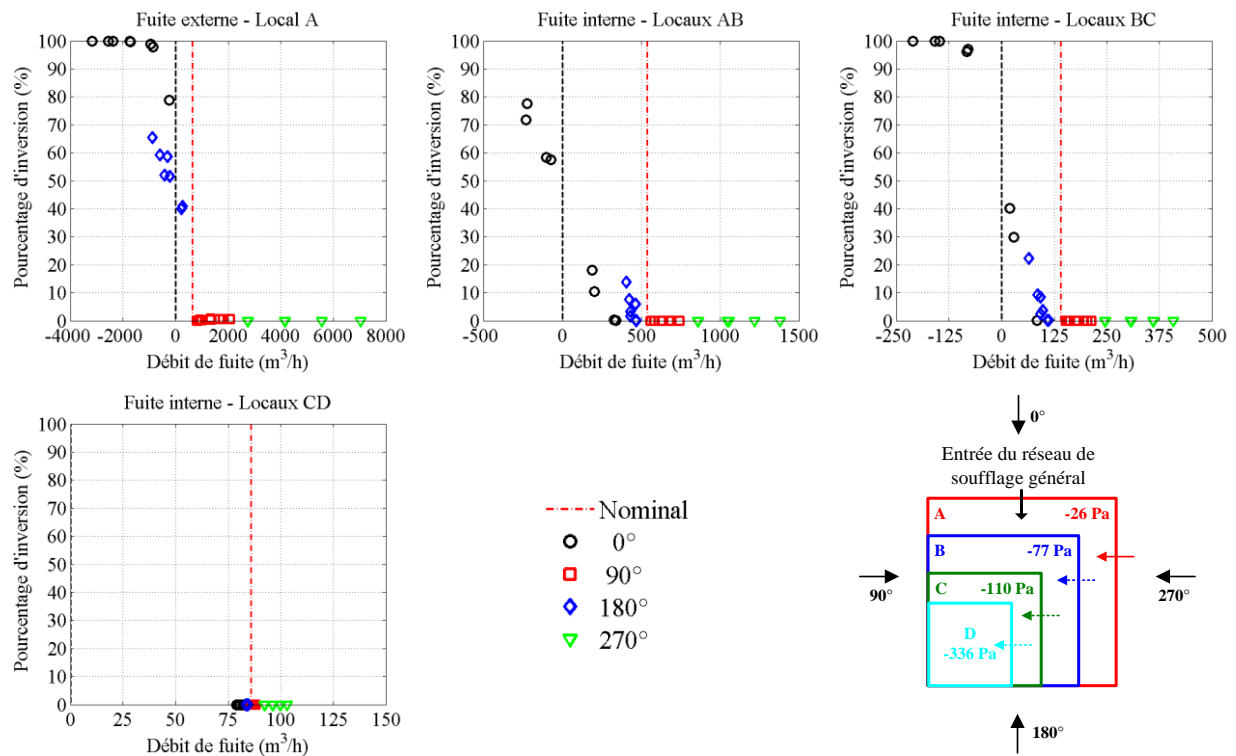 Fuite externe - Local A
Pourcentage d'inversion (%)
100
90
80
70
60
50
40
30
20
10
0
-4000 -2000 0 2000 4000 6000 8000
Débit de fuite (m³/h)
Fuite interne - Locaux AB
Pourcentage d'inversion (%)
100
90
80
70
60
50
40
30
20
10
0
-500 0 500 1000 1500
Débit de fuite (m³/h)
Fuite interne - Locaux BC
Pourcentage d'inversion (%)
100
90
80
70
60
50
40
30
20
10
0
-250 -125 0 125 250 375 500
Débit de fuite (m³/h)
Fuite interne - Locaux CD
Pourcentage d'inversion (%)
100
90
80
70
60
50
40
30
20
10
0
0 25 50 75 100 125 150
Débit de fuite (m³/h)
Nominal
0°
90°
180°
270°
0°
Entrée du réseau de
soufflage général
A -26 Pa
B -77 Pa
C -110 Pa
D
-336 Pa
90°
270°
180°